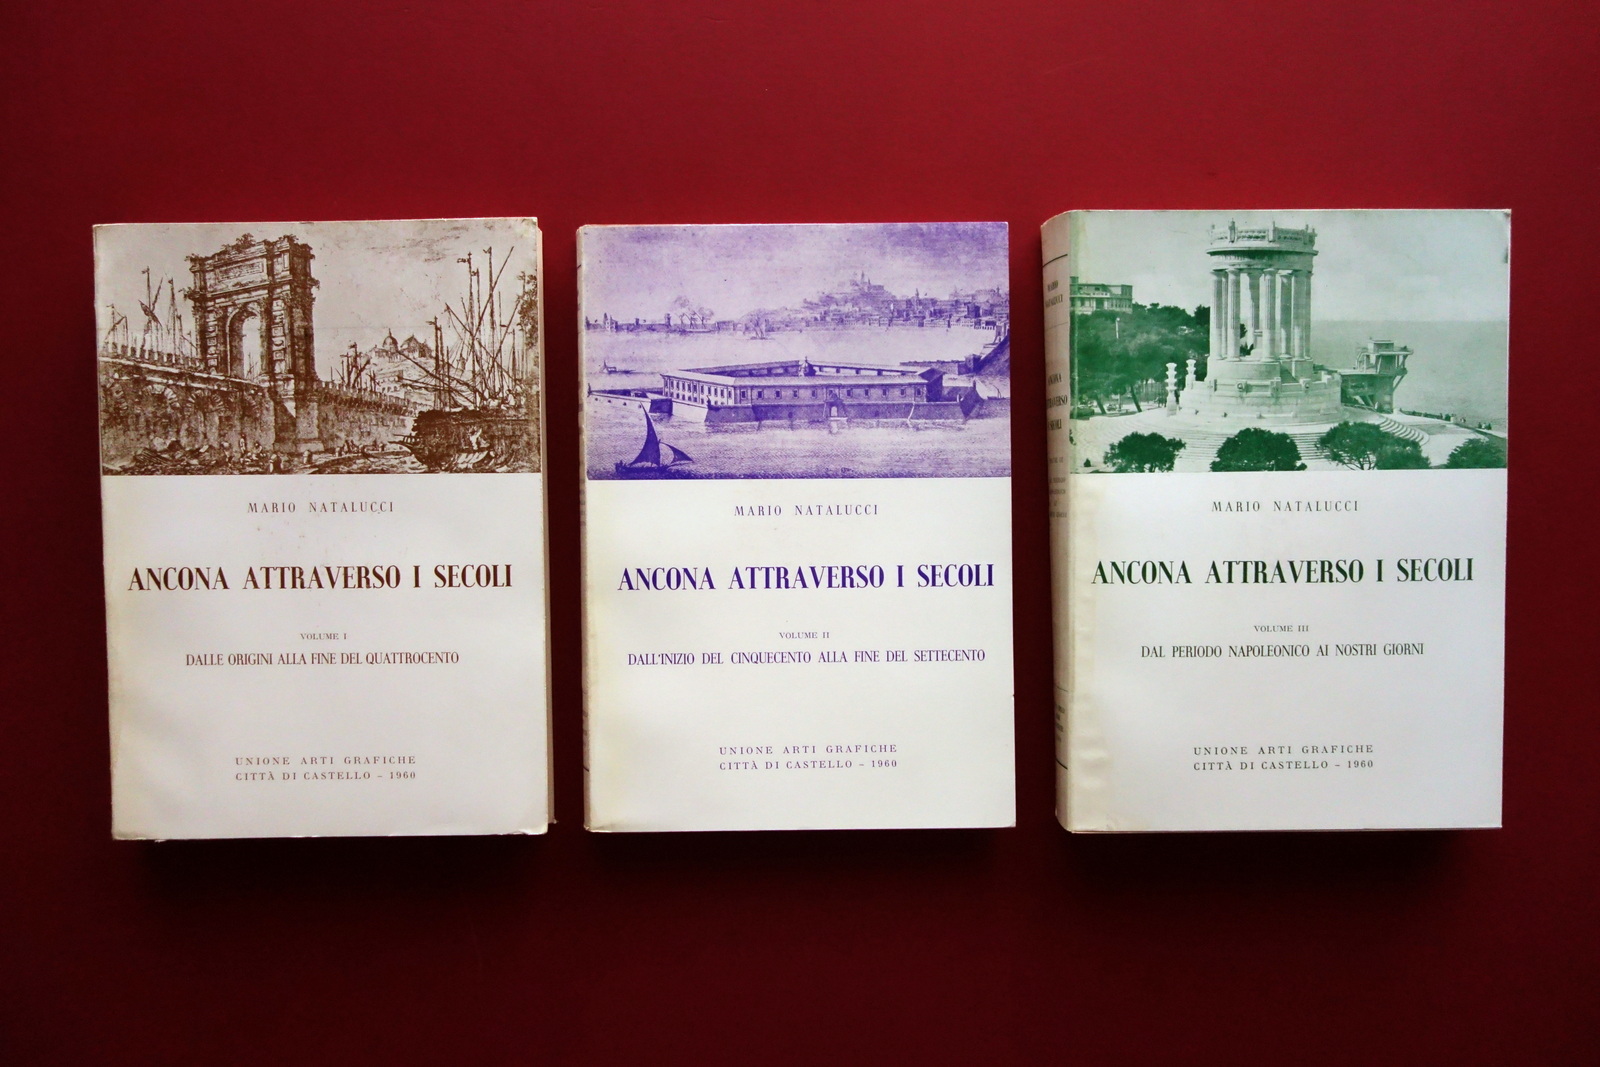 MARIO NATALUCCI
ANCONA ATTRAVERSO I SECOLI
VOLUME I
DALLE ORIGINI ALLA FINE DEL QUATTROCENTO
UNIONE ARTI GRAFICHE
CITTÀ DI CASTELLO – 1960
MARIO NATALUCCI
ANCONA ATTRAVERSO I SECOLI
VOLUME II
DALL'INIZIO DEL CINQUECENTO ALLA FINE DEL SETTECENTO
UNIONE ARTI GRAFICHE
CITTÀ DI CASTELLO – 1960
MARIO
ANCONA
I SECOLI
MARIO NATALUCCI
ANCONA ATTRAVERSO I SECOLI
VOLUME III
DAL PERIODO NAPOLEONICO AI NOSTRI GIORNI
UNIONE ARTI GRAFICHE
CITTÀ DI CASTELLO – 1960